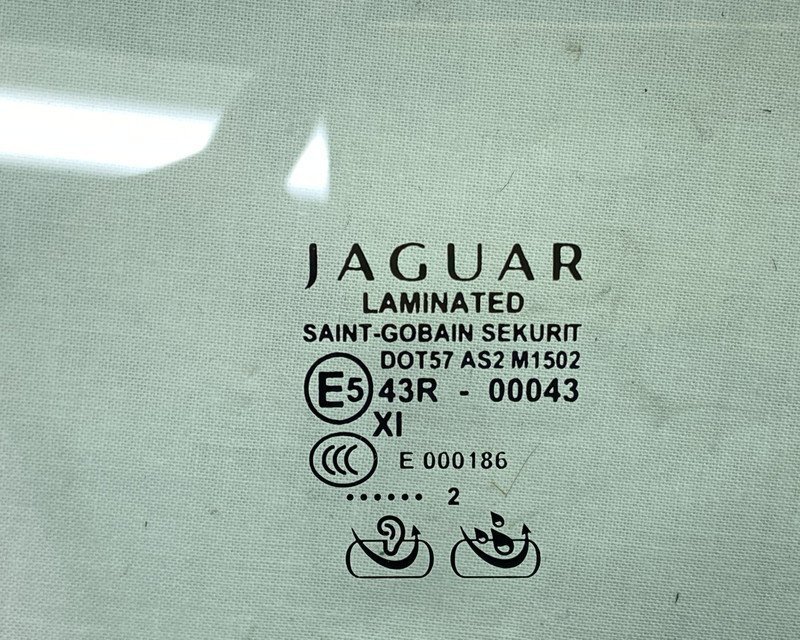 JAGUAR
LAMINATED
SAINT-GOBAIN SEKURIT
DOT57 AS2 M1502
E5 43R - 00043
XI
CCC E 000186
...... 2